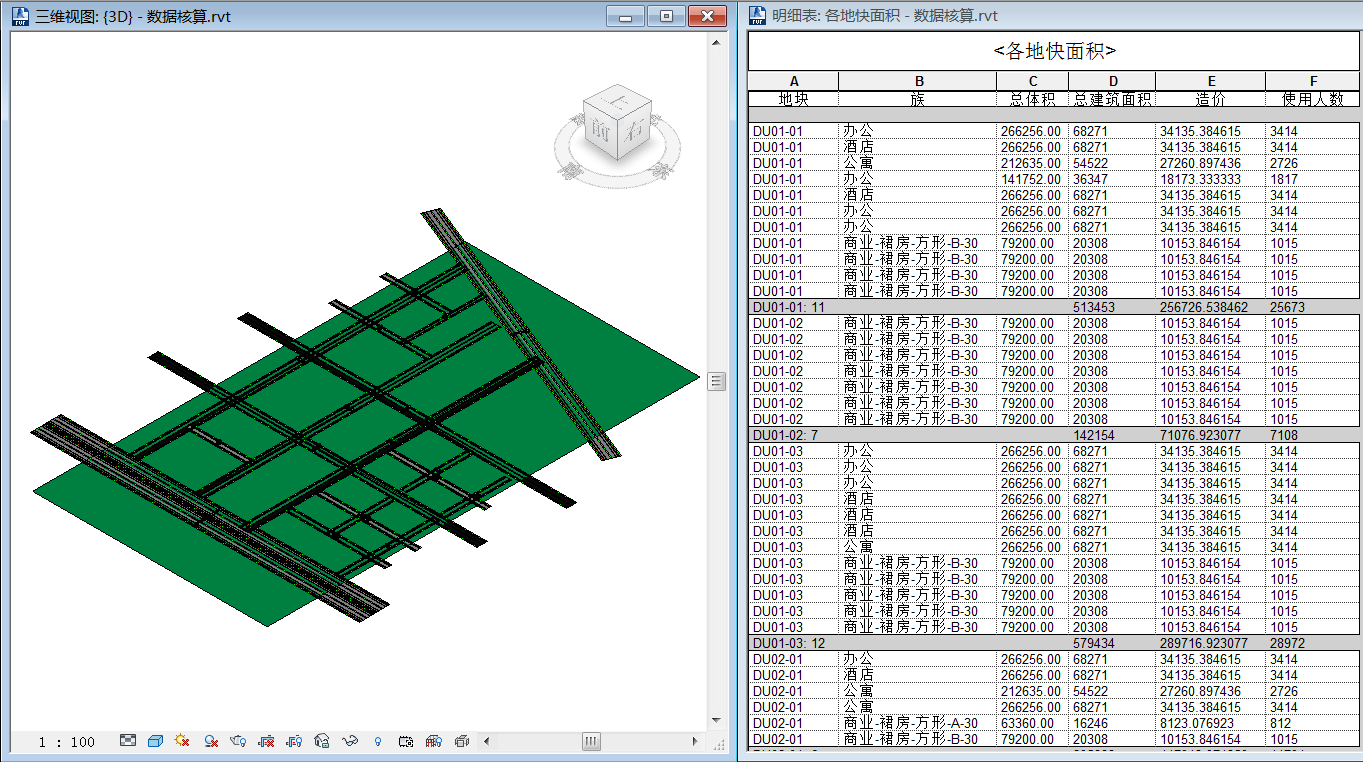 三维视图: {3D} - 数据核算.rvt
上
前
右
1 : 100
明细表: 各地快面积 - 数据核算.rvt
<各地快面积>
A B C D E F
地块 族 总体积 总建筑面积 造价 使用人数
DU01-01 办公 266256.00 68271 34135.384615 3414
DU01-01 酒店 266256.00 68271 34135.384615 3414
DU01-01 公寓 212635.00 54522 27260.897436 2726
DU01-01 办公 141752.00 36347 18173.333333 1817
DU01-01 酒店 266256.00 68271 34135.384615 3414
DU01-01 办公 266256.00 68271 34135.384615 3414
DU01-01 办公 266256.00 68271 34135.384615 3414
DU01-01 商业-裙房-方形-B-30 79200.00 20308 10153.846154 1015
DU01-01 商业-裙房-方形-B-30 79200.00 20308 10153.846154 1015
DU01-01 商业-裙房-方形-B-30 79200.00 20308 10153.846154 1015
DU01-01 商业-裙房-方形-B-30 79200.00 20308 10153.846154 1015
DU01-01: 11 513453 256726.538462 25673
DU01-02 商业-裙房-方形-B-30 79200.00 20308 10153.846154 1015
DU01-02 商业-裙房-方形-B-30 79200.00 20308 10153.846154 1015
DU01-02 商业-裙房-方形-B-30 79200.00 20308 10153.846154 1015
DU01-02 商业-裙房-方形-B-30 79200.00 20308 10153.846154 1015
DU01-02 商业-裙房-方形-B-30 79200.00 20308 10153.846154 1015
DU01-02 商业-裙房-方形-B-30 79200.00 20308 10153.846154 1015
DU01-02 商业-裙房-方形-B-30 79200.00 20308 10153.846154 1015
DU01-02: 7 142154 71076.923077 7108
DU01-03 办公 266256.00 68271 34135.384615 3414
DU01-03 办公 266256.00 68271 34135.384615 3414
DU01-03 办公 266256.00 68271 34135.384615 3414
DU01-03 酒店 266256.00 68271 34135.384615 3414
DU01-03 酒店 266256.00 68271 34135.384615 3414
DU01-03 酒店 266256.00 68271 34135.384615 3414
DU01-03 公寓 266256.00 68271 34135.384615 3414
DU01-03 商业-裙房-方形-B-30 79200.00 20308 10153.846154 1015
DU01-03 商业-裙房-方形-B-30 79200.00 20308 10153.846154 1015
DU01-03 商业-裙房-方形-B-30 79200.00 20308 10153.846154 1015
DU01-03 商业-裙房-方形-B-30 79200.00 20308 10153.846154 1015
DU01-03 商业-裙房-方形-B-30 79200.00 20308 10153.846154 1015
DU01-03: 12 579434 289716.923077 28972
DU02-01 办公 266256.00 68271 34135.384615 3414
DU02-01 酒店 266256.00 68271 34135.384615 3414
DU02-01 公寓 212635.00 54522 27260.897436 2726
DU02-01 公寓 266256.00 68271 34135.384615 3414
DU02-01 商业-裙房-方形-A-30 63360.00 16246 8123.076923 812
DU02-01 商业-裙房-方形-B-30 79200.00 20308 10153.846154 1015